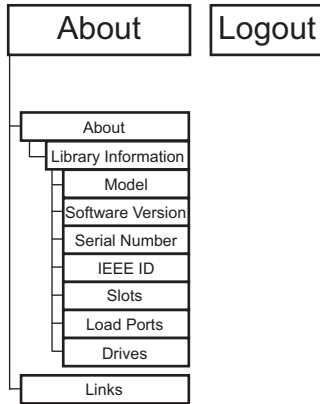 About
Logout
About
Library Information
Model
Software Version
Serial Number
IEEE ID
Slots
Load Ports
Drives
Links